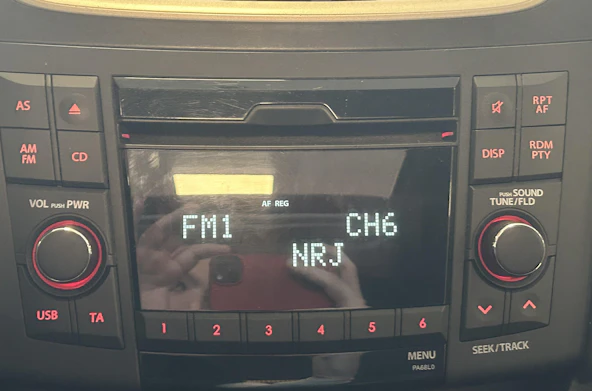 AS
RPT
AF
AM
FM
CD
DISP
RDM
PTY
VOL PUSH PWR
PUSH SOUND
TUNE/FLD
AF REG
FM1 CH6
NRJ
USB
TA
1 2 3 4 5 6
SEEK/TRACK
MENU
PA68L0